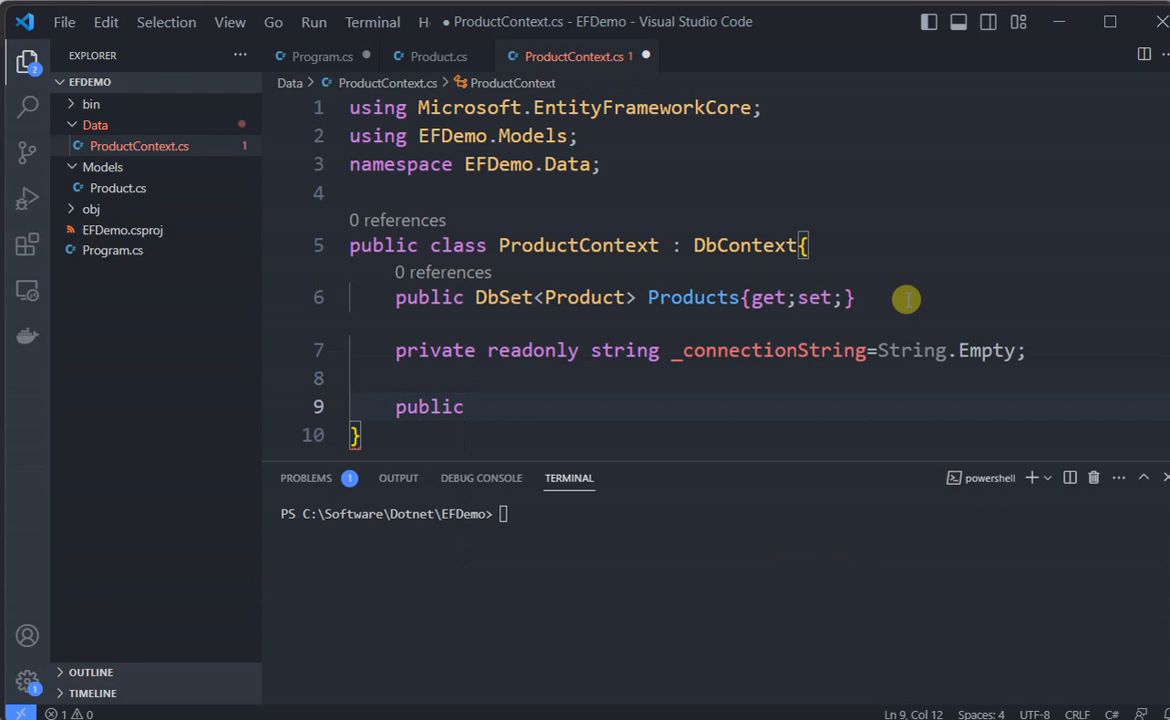 File Edit Selection View Go Run Terminal H ● ProductContext.cs - EFDemo - Visual Studio Code
EXPLORER
Program.cs ● Product.cs ProductContext.cs 1 ●
EFDEMO
Data > ProductContext.cs > ProductContext
bin
Data
ProductContext.cs 1
Models
Product.cs
obj
EFDemo.csproj
Program.cs
OUTLINE
TIMELINE
2
1
1 using Microsoft.EntityFrameworkCore;
2 using EFDemo.Models;
3 namespace EFDemo.Data;
4
0 references
5 public class ProductContext : DbContext{
0 references
6 public DbSet<Product> Products{get;set;}
7 private readonly string _connectionString=String.Empty;
8
9 public
10 }
PROBLEMS 1 OUTPUT DEBUG CONSOLE TERMINAL powershell
PS C:\Software\Dotnet\EFDemo>
1 0 Ln 9, Col 12 Spaces: 4 UTF-8 CRLF C#